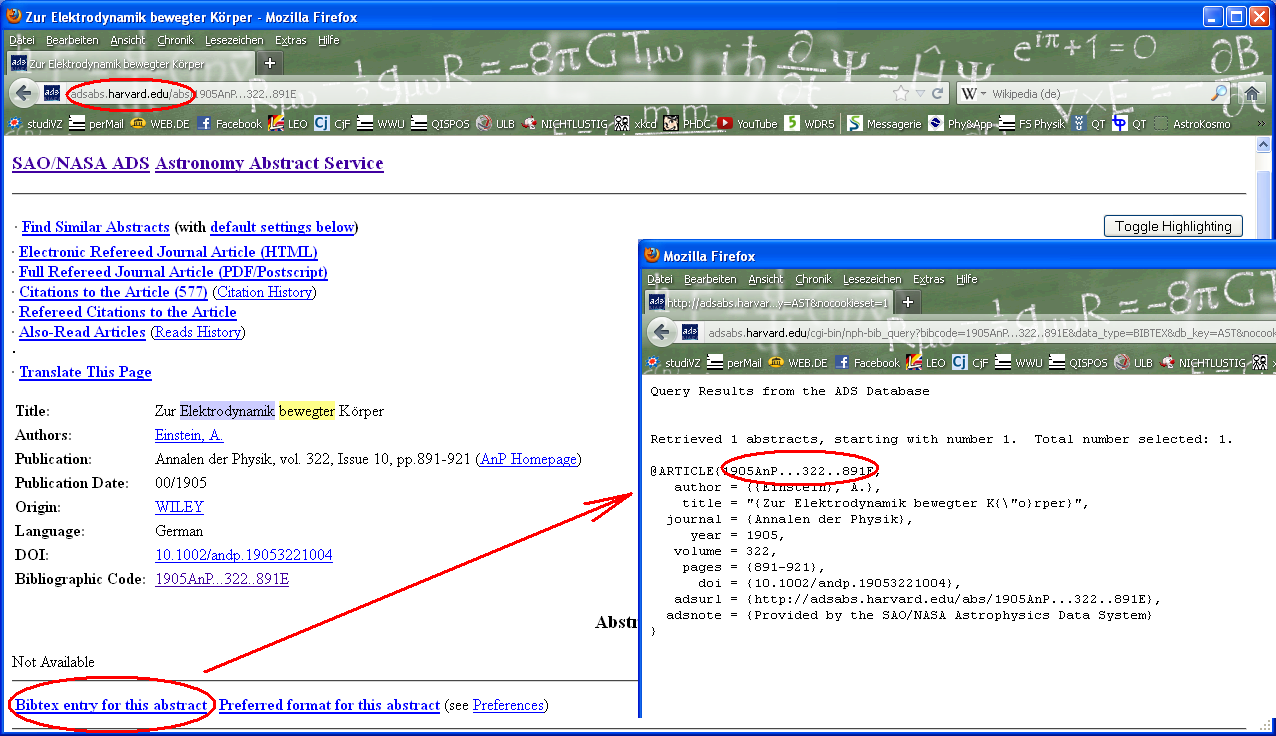 Zur Elektrodynamik bewegter Körper - Mozilla Firefox
Datei Bearbeiten Ansicht Chronik Lesezeichen Extras Hilfe
Zur Elektrodynamik bewegter Körper
adsabs.harvard.edu/abs/1905AnP...322..891E
Wikipedia (de)
studiVZ perMail WEB.DE Facebook LEO CjF WWU QISPOS ULB NICHTLUSTIG xkcd PHDC YouTube WDR5 Messagerie Phy&App FS Physik QT QT AstroKosmo
SAO/NASA ADS Astronomy Abstract Service
· Find Similar Abstracts (with default settings below)
Toggle Highlighting
· Electronic Refereed Journal Article (HTML)
· Full Refereed Journal Article (PDF/Postscript)
· Citations to the Article (577) (Citation History)
· Refereed Citations to the Article
· Also-Read Articles (Reads History)
·
· Translate This Page
Title: Zur Elektrodynamik bewegter Körper
Authors: Einstein, A.
Publication: Annalen der Physik, vol. 322, Issue 10, pp.891-921 (AnP Homepage)
Publication Date: 00/1905
Origin: WILEY
Language: German
DOI: 10.1002/andp.19053221004
Bibliographic Code: 1905AnP...322..891E
Abstr
Not Available
Bibtex entry for this abstract Preferred format for this abstract (see Preferences)
Mozilla Firefox
Datei Bearbeiten Ansicht Chronik Lesezeichen Extras Hilfe
http://adsabs.harvar...y=AST&nocookieset=1
adsabs.harvard.edu/cgi-bin/nph-bib_query?bibcode=1905AnP...322..891E&data_type=BIBTEX&db_key=AST&nocook
studiVZ perMail WEB.DE Facebook LEO CjF WWU QISPOS ULB NICHTLUSTIG
Query Results from the ADS Database
Retrieved 1 abstracts, starting with number 1. Total number selected: 1.
@ARTICLE{1905AnP...322..891E,
author = {{Einstein}, A.},
title = "{Zur Elektrodynamik bewegter K{\"o}rper}",
journal = {Annalen der Physik},
year = 1905,
volume = 322,
pages = {891-921},
doi = {10.1002/andp.19053221004},
adsurl = {http://adsabs.harvard.edu/abs/1905AnP...322..891E},
adsnote = {Provided by the SAO/NASA Astrophysics Data System}
}